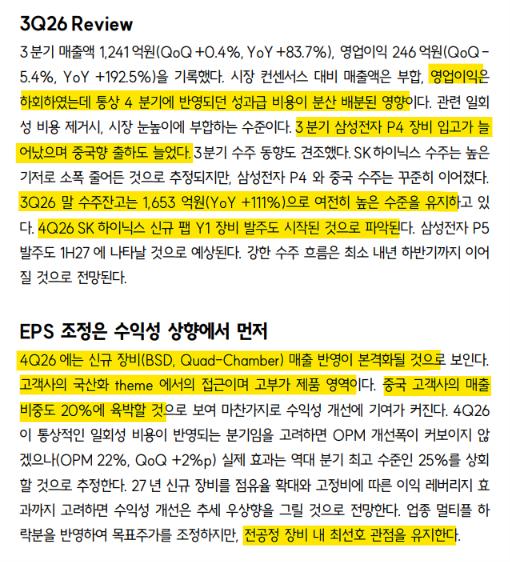 3Q26 Review
3분기 매출액 1,241억원(QoQ +0.4%, YoY +83.7%), 영업이익 246억원(QoQ -
5.4%, YoY +192.5%)을 기록했다. 시장 컨센서스 대비 매출액은 부합, 영업이익은
하회하였는데 통상 4분기에 반영되던 성과급 비용이 분산 배분된 영향이다. 관련 일회
성 비용 제거시, 시장 눈높이에 부합하는 수준이다. 3분기 삼성전자 P4 장비 입고가 늘
어났으며 중국향 출하도 늘었다. 3분기 수주 동향도 견조했다. SK하이닉스 수주는 높은
기저로 소폭 줄어든 것으로 추정되지만, 삼성전자 P4 와 중국 수주는 꾸준히 이어졌다.
3Q26 말 수주잔고는 1,653 억원(YoY +111%)으로 여전히 높은 수준을 유지하고 있
다. 4Q26 SK하이닉스 신규 팹 Y1 장비 발주도 시작된 것으로 파악된다. 삼성전자 P5
발주도 1H27 에 나타날 것으로 예상된다. 강한 수주 흐름은 최소 내년 하반기까지 이어
질 것으로 전망된다.
EPS 조정은 수익성 상향에서 먼저
4Q26 에는 신규 장비(BSD, Quad-Chamber) 매출 반영이 본격화될 것으로 보인다.
고객사의 국산화 theme 에서의 접근이며 고부가 제품 영역이다. 중국 고객사의 매출
비중도 20%에 육박할 것으로 보여 마찬가지로 수익성 개선에 기여가 커진다. 4Q26
이 통상적인 일회성 비용이 반영되는 분기임을 고려하면 OPM 개선폭이 커보이지 않
겠으나(OPM 22%, QoQ +2%p) 실제 효과는 역대 분기 최고 수준인 25%를 상회
할 것으로 추정한다. 27년 신규 장비를 점유율 확대와 고정비에 따른 이익 레버리지 효
과까지 고려하면 수익성 개선은 추세 우상향을 그릴 것으로 전망한다. 업종 멀티플 하
락분을 반영하여 목표주가를 조정하지만, 전공정 장비 내 최선호 관점을 유지한다.